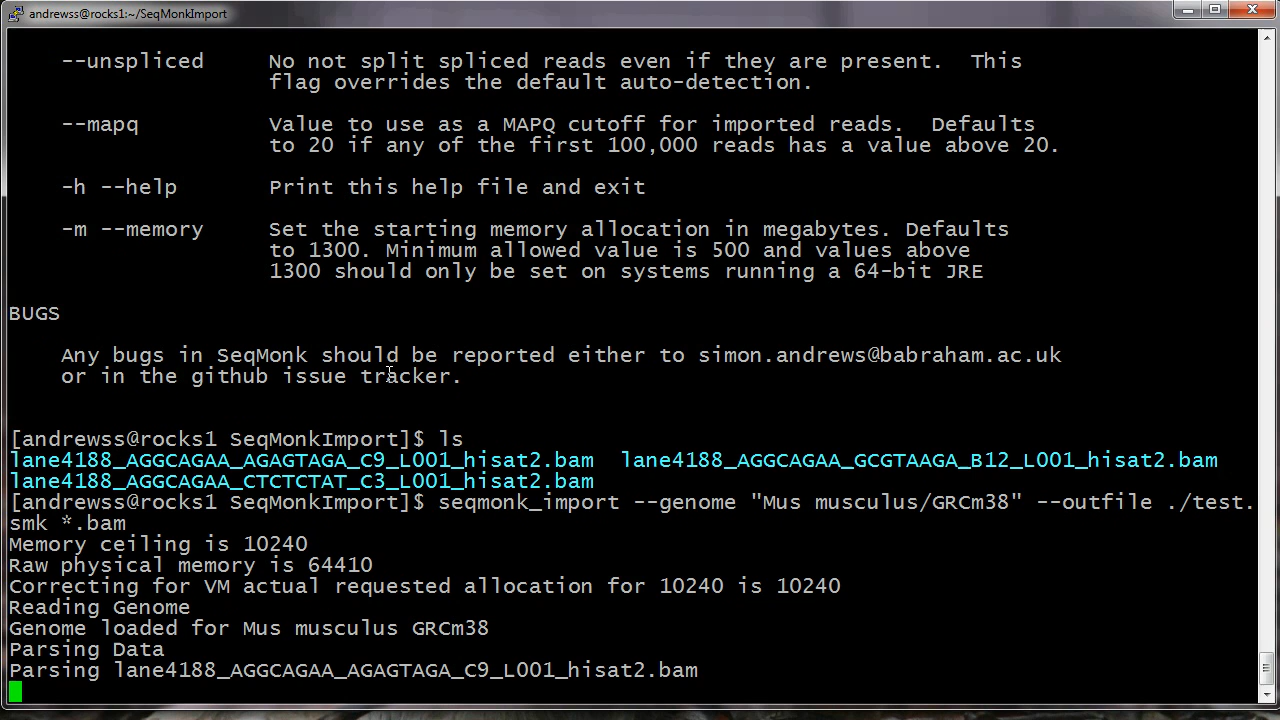 andrewss@rocks1:~/SeqMonkImport
--unspliced No not split spliced reads even if they are present. This
flag overrides the default auto-detection.
--mapq Value to use as a MAPQ cutoff for imported reads. Defaults
to 20 if any of the first 100,000 reads has a value above 20.
-h --help Print this help file and exit
-m --memory Set the starting memory allocation in megabytes. Defaults
to 1300. Minimum allowed value is 500 and values above
1300 should only be set on systems running a 64-bit JRE
BUGS
Any bugs in SeqMonk should be reported either to simon.andrews@babraham.ac.uk
or in the github issue tracker.
[andrewss@rocks1 SeqMonkImport]$ ls
lane4188_AGGCAGAA_AGAGTAGA_C9_L001_hisat2.bam lane4188_AGGCAGAA_GCGTAAGA_B12_L001_hisat2.bam
lane4188_AGGCAGAA_CTCTCTAT_C3_L001_hisat2.bam
[andrewss@rocks1 SeqMonkImport]$ seqmonk_import --genome "Mus musculus/GRCm38" --outfile ./test.
smk *.bam
Memory ceiling is 10240
Raw physical memory is 64410
Correcting for VM actual requested allocation for 10240 is 10240
Reading Genome
Genome loaded for Mus musculus GRCm38
Parsing Data
Parsing lane4188_AGGCAGAA_AGAGTAGA_C9_L001_hisat2.bam